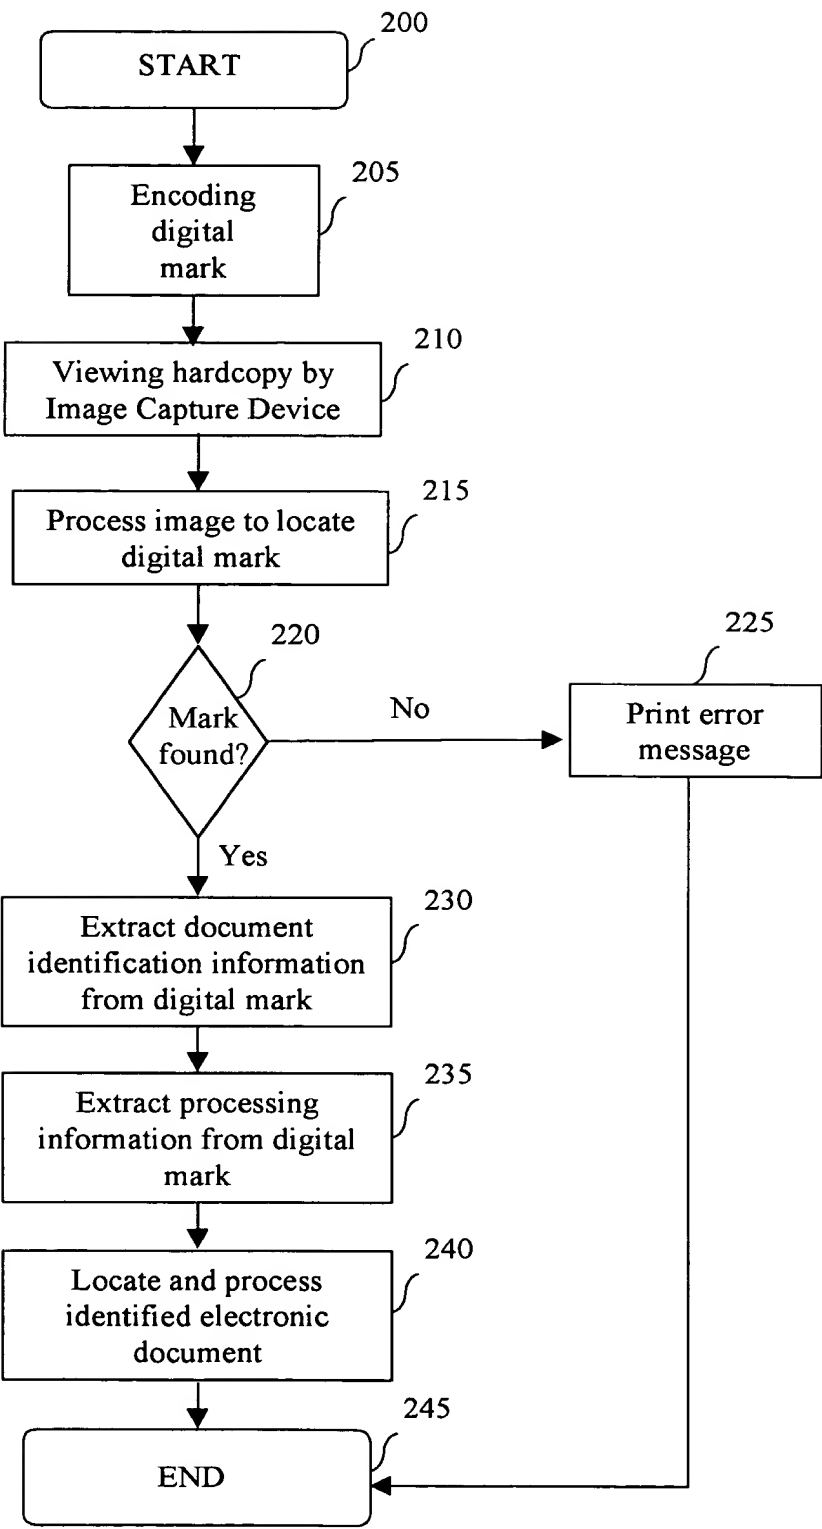 200
START
205
Encoding
digital
mark
210
Viewing hardcopy by
Image Capture Device
215
Process image to locate
digital mark
220
Mark
found?
No
225
Print error
message
Yes
230
Extract document
identification information
from digital mark
235
Extract processing
information from digital
mark
240
Locate and process
identified electronic
document
245
END